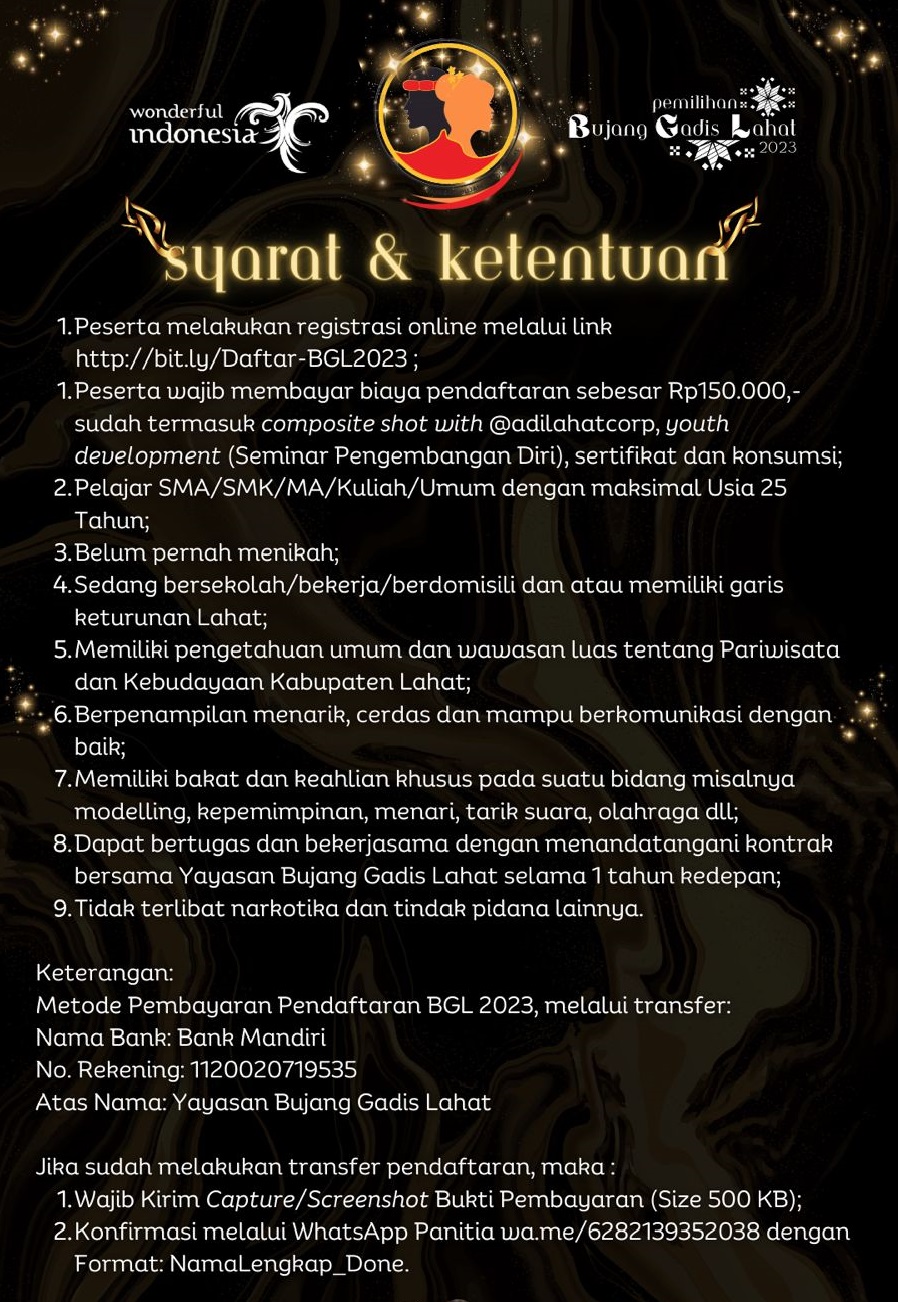 wonderful
indonesia
pemilihan
Bujang Gadis Lahat
2023
syarat & ketentuan
1. Peserta melakukan registrasi online melalui link
http://bit.ly/Daftar-BGL2023 ;
1. Peserta wajib membayar biaya pendaftaran sebesar Rp150.000,-
sudah termasuk composite shot with @adilahatcorp, youth
development (Seminar Pengembangan Diri), sertifikat dan konsumsi;
2. Pelajar SMA/SMK/MA/Kuliah/Umum dengan maksimal Usia 25
Tahun;
3. Belum pernah menikah;
4. Sedang bersekolah/bekerja/berdomisili dan atau memiliki garis
keturunan Lahat;
5. Memiliki pengetahuan umum dan wawasan luas tentang Pariwisata
dan Kebudayaan Kabupaten Lahat;
6. Berpenampilan menarik, cerdas dan mampu berkomunikasi dengan
baik;
7. Memiliki bakat dan keahlian khusus pada suatu bidang misalnya
modelling, kepemimpinan, menari, tarik suara, olahraga dll;
8. Dapat bertugas dan bekerjasama dengan menandatangani kontrak
bersama Yayasan Bujang Gadis Lahat selama 1 tahun kedepan;
9. Tidak terlibat narkotika dan tindak pidana lainnya.
Keterangan:
Metode Pembayaran Pendaftaran BGL 2023, melalui transfer:
Nama Bank: Bank Mandiri
No. Rekening: 1120020719535
Atas Nama: Yayasan Bujang Gadis Lahat
Jika sudah melakukan transfer pendaftaran, maka :
1. Wajib Kirim Capture/Screenshot Bukti Pembayaran (Size 500 KB);
2. Konfirmasi melalui WhatsApp Panitia wa.me/6282139352038 dengan
Format: NamaLengkap_Done.